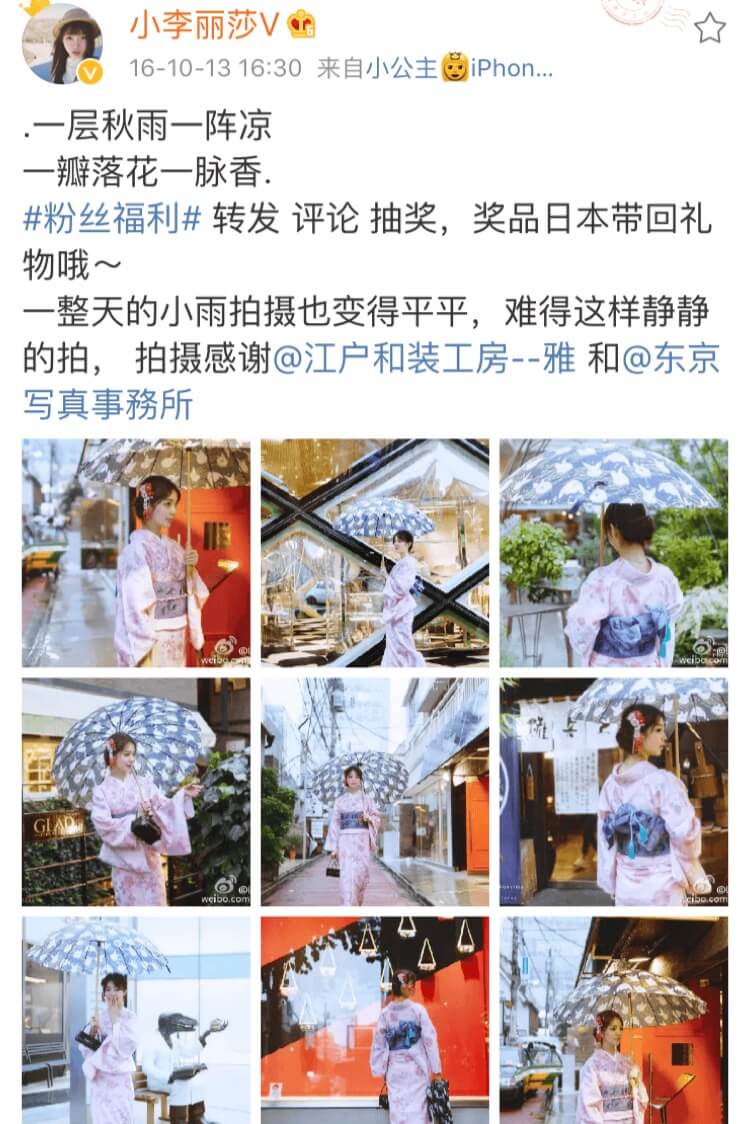 小李丽莎V
16-10-13 16:30 来自小公主iPhon...
.一层秋雨一阵凉
一瓣落花一脉香.
#粉丝福利# 转发 评论 抽奖，奖品日本带回礼
物哦～
一整天的小雨拍摄也变得平平，难得这样静静
的拍， 拍摄感谢@江户和装工房--雅 和@东京
写真事務所
weibo.com
weibo.com
GLAD
weibo.com
weibo.com